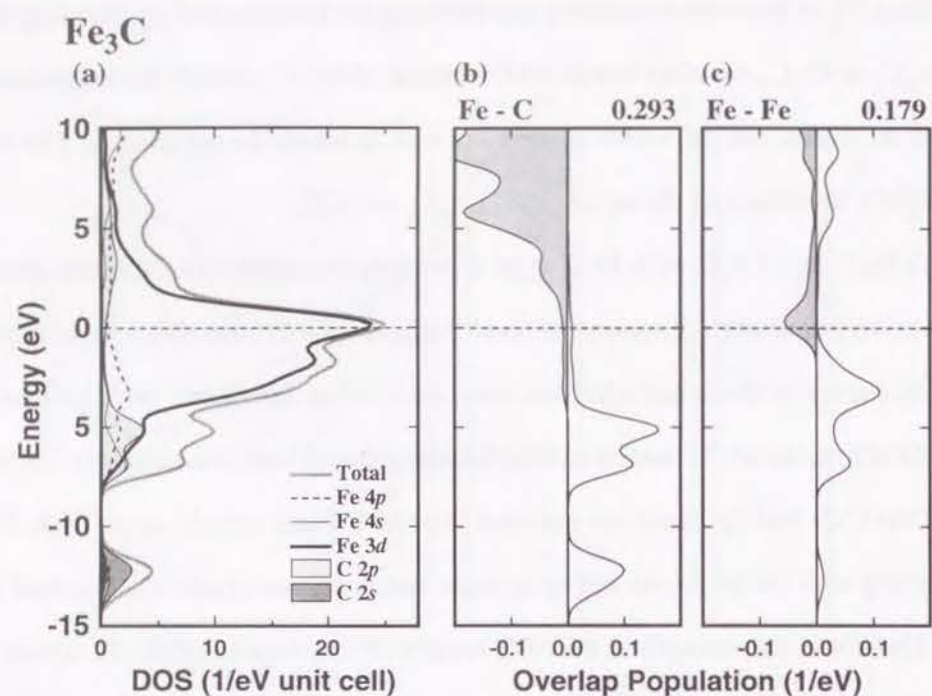 Fe₃C
(a)
(b)
(c)
Fe - C 0.293
Fe - Fe 0.179
10
5
0
5
-10
-15
Energy (eV)
Total
Fe 4p
Fe 4s
Fe 3d
C 2p
C 2s
0 10 20
-0.1 0.0 0.1
-0.1 0.0 0.1
DOS (1/eV unit cell)
Overlap Population (1/eV)